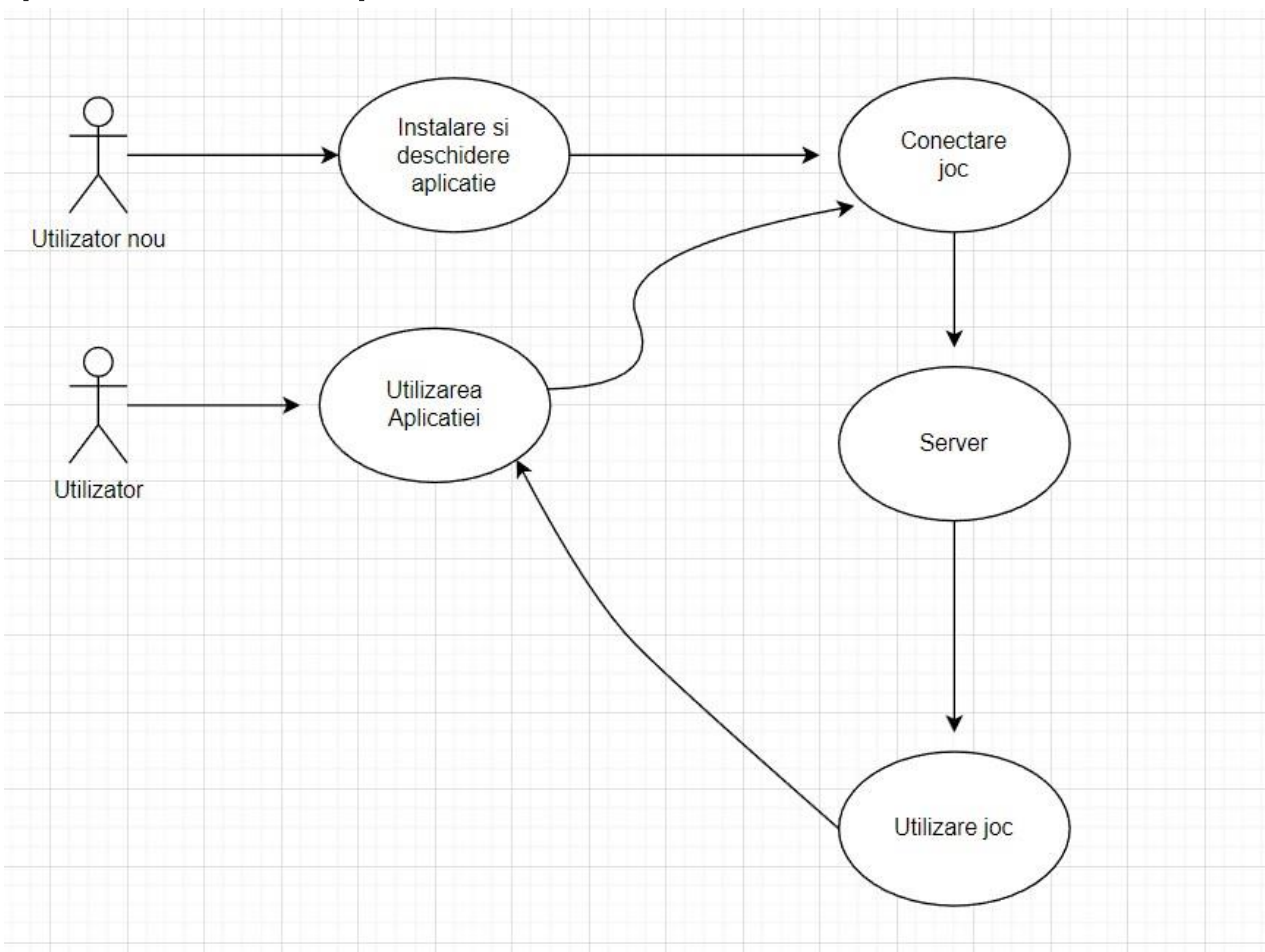 Instalare si
deschidere
aplicatie
Conectare
joc
Utilizator nou
Utilizarea
Aplicatiei
Server
Utilizator
Utilizare joc